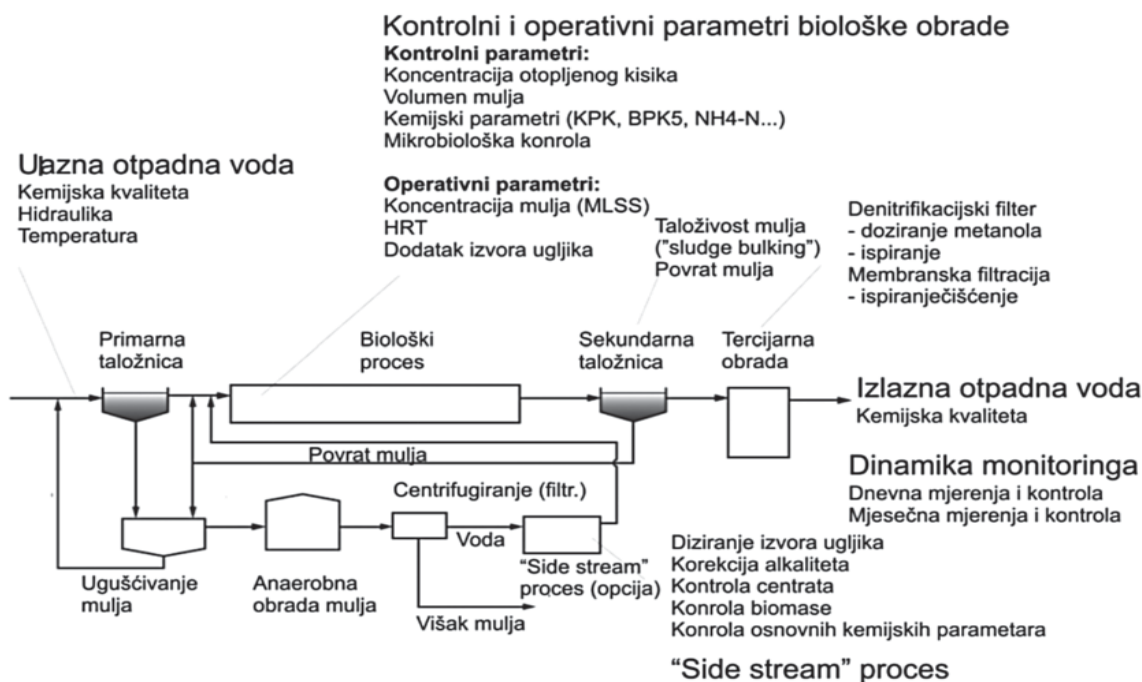 Kontrolni i operativni parametri biološke obrade
Kontrolni parametri:
Koncentracija otopljenog kisika
Volumen mulja
Kemijski parametri (KPK, BPK5, NH4-N...)
Mikrobiološka konrola
Ulazna otpadna voda
Kemijska kvaliteta
Hidraulika
Temperatura
Operativni parametri:
Koncentracija mulja (MLSS)
HRT
Dodatak izvora ugljika
Taloživost mulja
("sludge bulking")
Povrat mulja
Denitrifikacijski filter
- doziranje metanola
- ispiranje
Membranska filtracija
- ispiranječišćenje
Primarna
taložnica
Biološki
proces
Sekundarna
taložnica
Tercijarna
obrada
Izlazna otpadna voda
Kemijska kvaliteta
Povrat mulja
Dinamika monitoringa
Dnevna mjerenja i kontrola
Mjesečna mjerenja i kontrola
Centrifugiranje (filtr.)
Voda
Ugušćivanje
mulja
Anaerobna
obrada mulja
"Side stream"
proces (opcija)
Višak mulja
Diziranje izvora ugljika
Korekcija alkaliteta
Kontrola centrata
Konrola biomase
Konrola osnovnih kemijskih parametara
"Side stream" proces